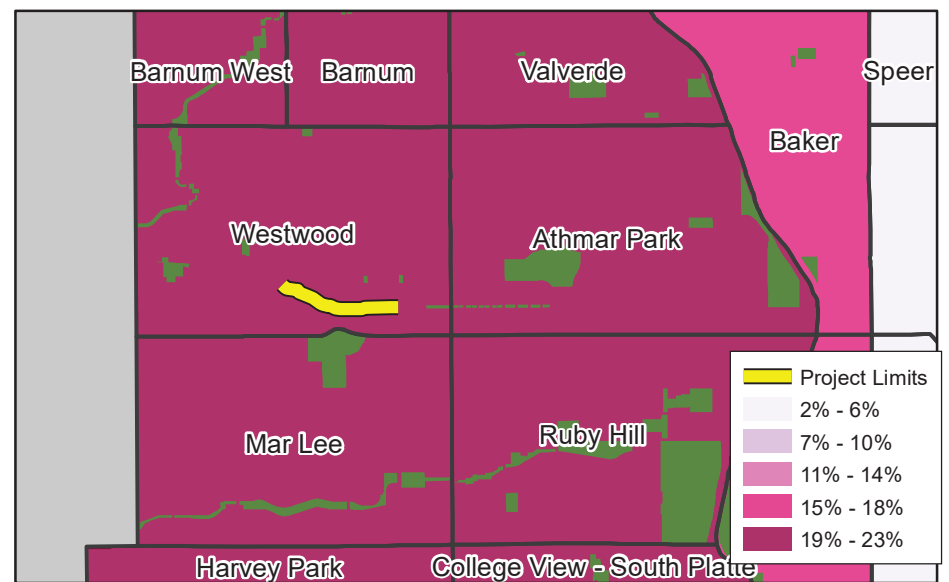 Barnum West
Barnum
Valverde
Speer
Baker
Westwood
Athmar Park
Mar Lee
Ruby Hill
Harvey Park
College View - South Platte
Project Limits
2% - 6%
7% - 10%
11% - 14%
15% - 18%
19% - 23%